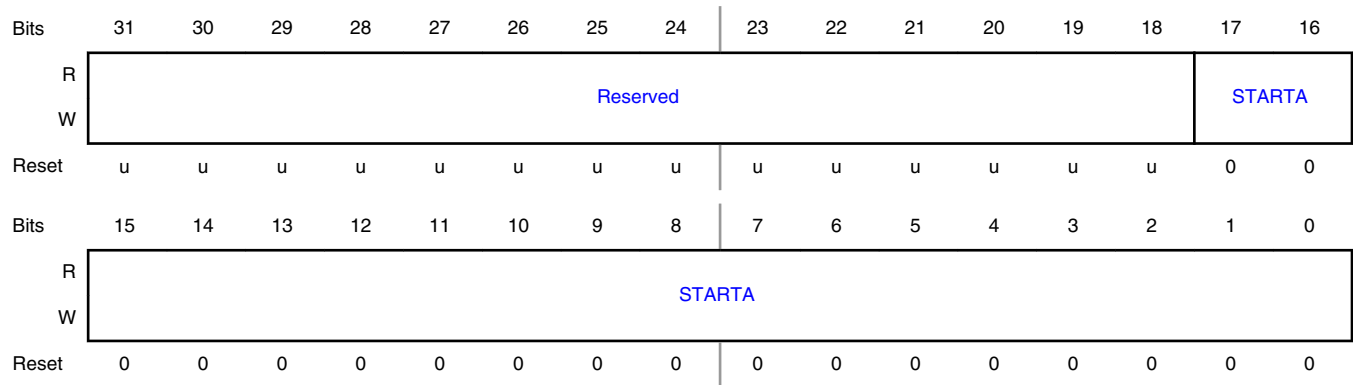 Bits 31 30 29 28 27 26 25 24 23 22 21 20 19 18 17 16
R
Reserved STARTA
W
Reset u u u u u u u u u u u u u u 0 0
Bits 15 14 13 12 11 10 9 8 7 6 5 4 3 2 1 0
R
STARTA
W
Reset 0 0 0 0 0 0 0 0 0 0 0 0 0 0 0 0